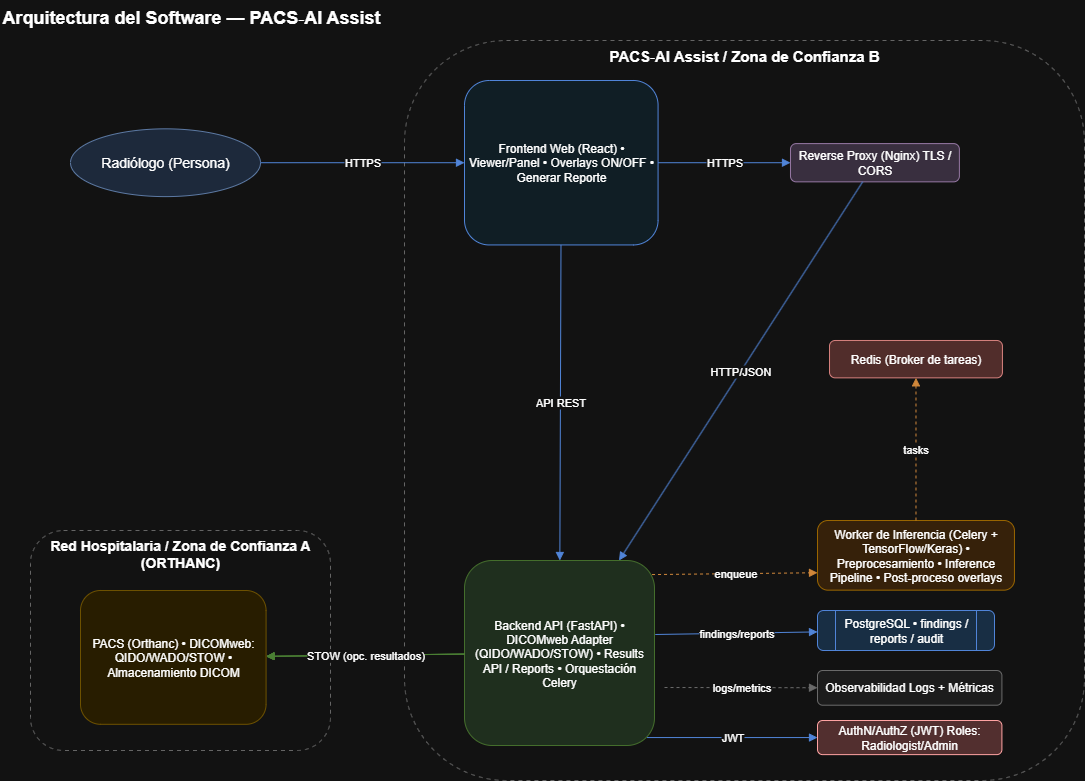 Arquitectura del Software — PACS-AI Assist
PACS-AI Assist / Zona de Confianza B
Radiólogo (Persona)
HTTPS
Frontend Web (React) •
Viewer/Panel • Overlays ON/OFF •
Generar Reporte
HTTPS
Reverse Proxy (Nginx) TLS /
CORS
HTTP/JSON
API REST
Redis (Broker de tareas)
tasks
Red Hospitalaria / Zona de Confianza A
(ORTHANC)
PACS (Orthanc) • DICOMweb:
QIDO/WADO/STOW •
Almacenamiento DICOM
STOW (opc. resultados)
Backend API (FastAPI) •
DICOMweb Adapter
(QIDO/WADO/STOW) • Results
API / Reports • Orquestación
Celery
enqueue
Worker de Inferencia (Celery +
TensorFlow/Keras) •
Preprocesamiento • Inference
Pipeline • Post-proceso overlays
findings/reports
PostgreSQL • findings /
reports / audit
logs/metrics
Observabilidad Logs + Métricas
JWT
AuthN/AuthZ (JWT) Roles:
Radiologist/Admin